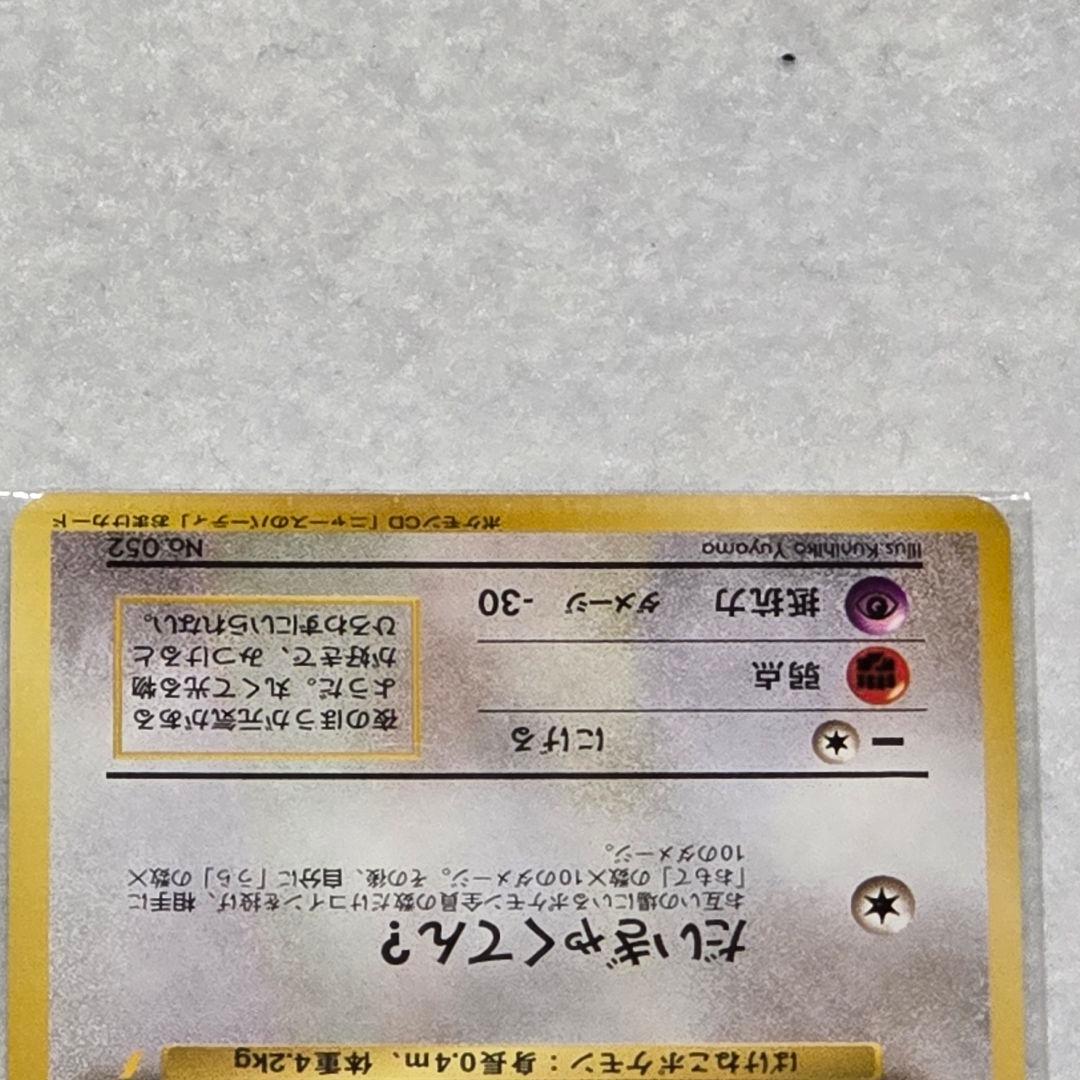 ばけねこポケモン：身長0.4m、体重4.2kg
だいぎゃくてん？
お互いの場にいるポケモン全員の数だけコインを投げ、相手に
「おもて」の数×10のダメージ。その後、自分に「うら」の数×
10のダメージ。
にげる
弱点
抵抗力 ダメージ -30
夜のほうが元気がある
ようだ。丸くて光る物
が好きで、みつけると
ひろわずにいられない。
Illus Kunihiko Yuyama
No. 052
ポケモンCD「ニャースのパーティ」おまけカード